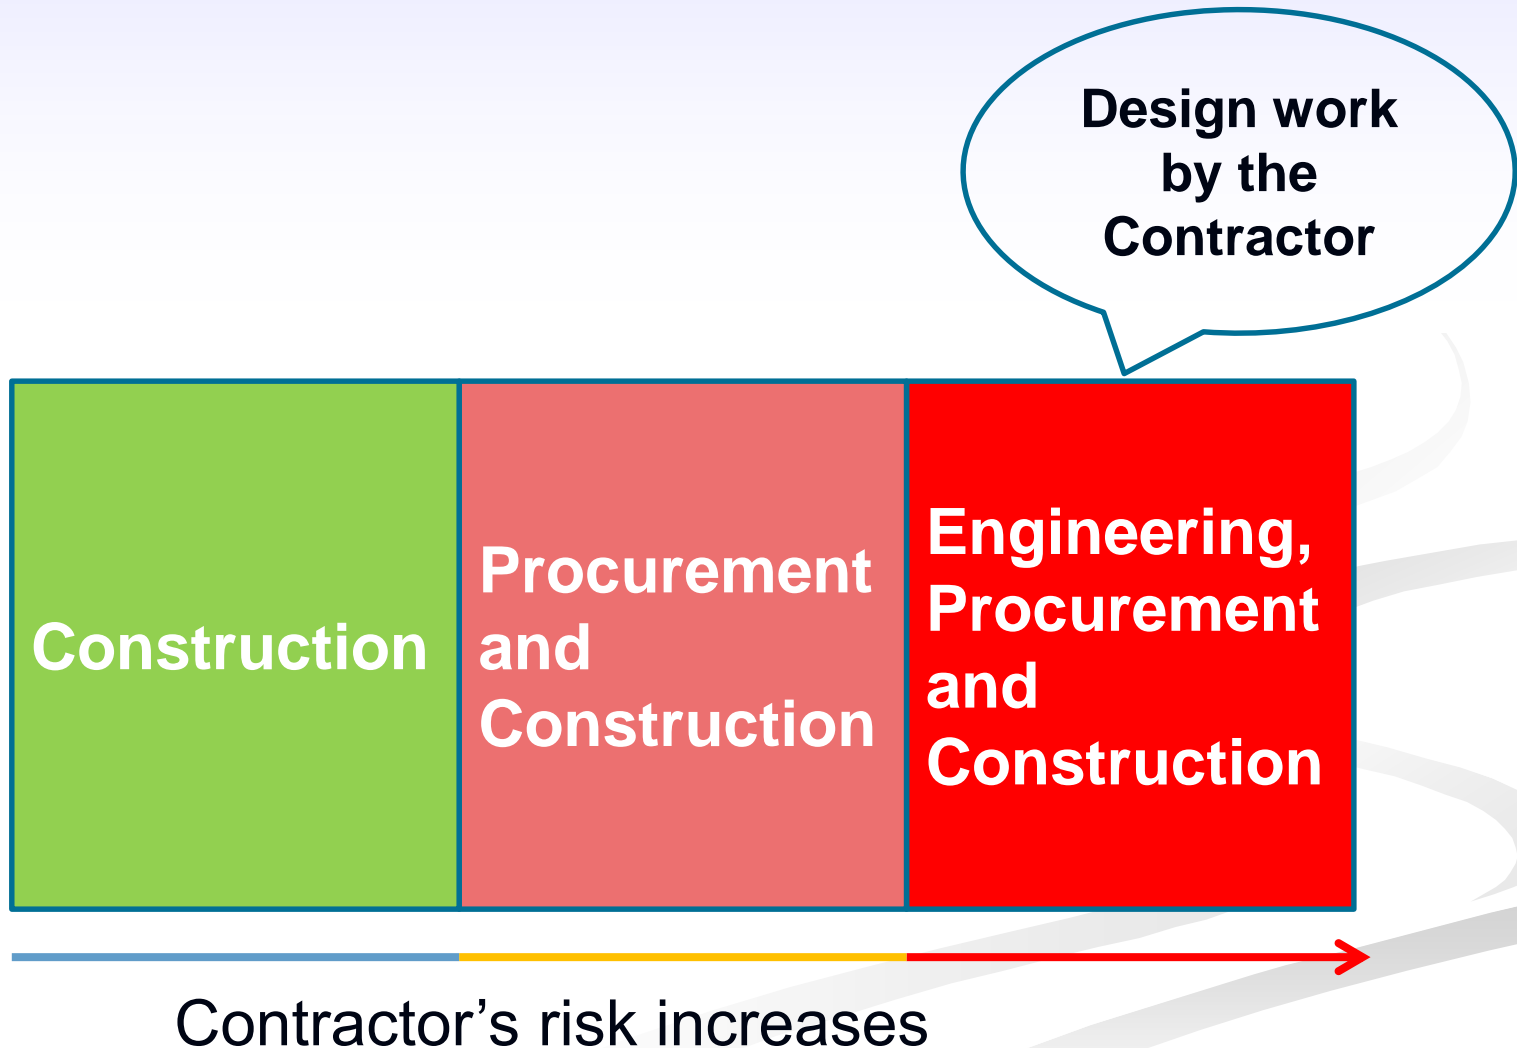 Design work
by the
Contractor
Construction
Procurement
and
Construction
Engineering,
Procurement
and
Construction
Contractor’s risk increases